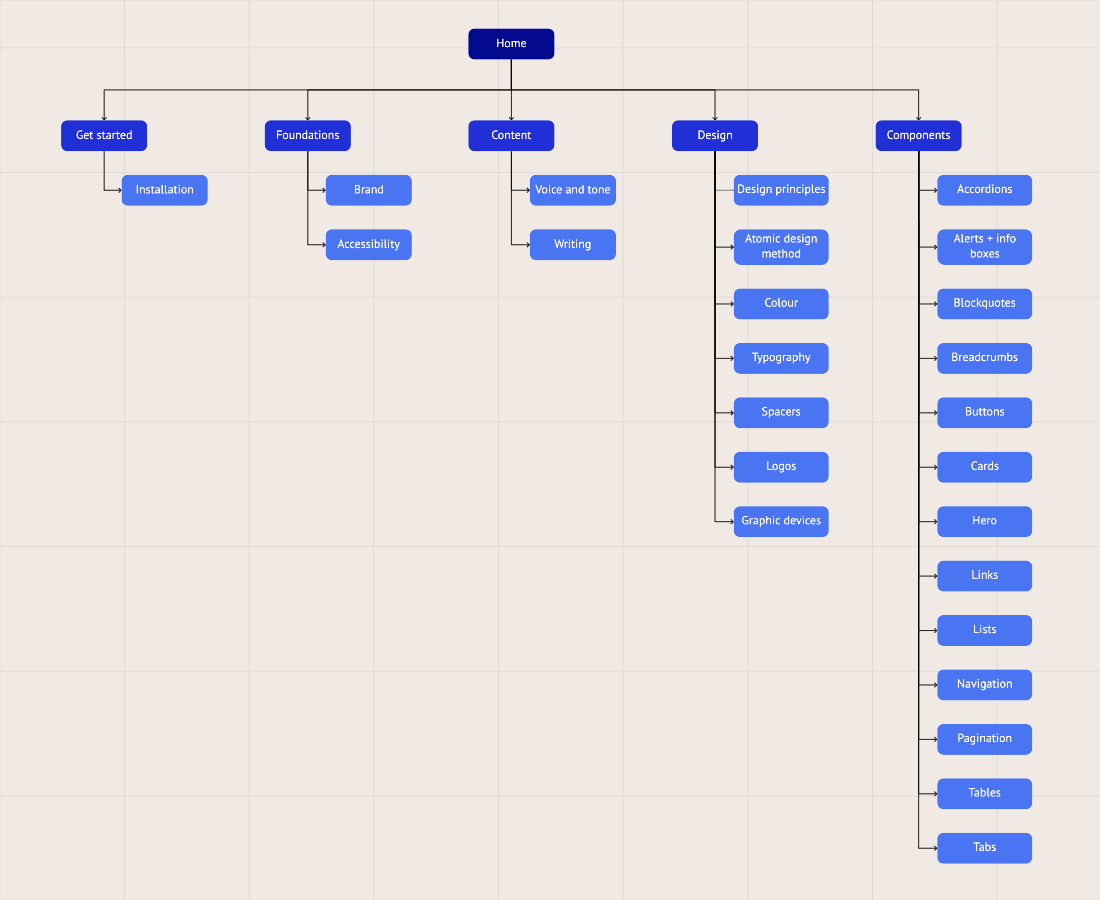 Home
Get started
Foundations
Content
Design
Components
Installation
Brand
Accessibility
Voice and tone
Writing
Design principles
Atomic design
method
Colour
Typography
Spacers
Logos
Graphic devices
Accordions
Alerts + info
boxes
Blockquotes
Breadcrumbs
Buttons
Cards
Hero
Links
Lists
Navigation
Pagination
Tables
Tabs